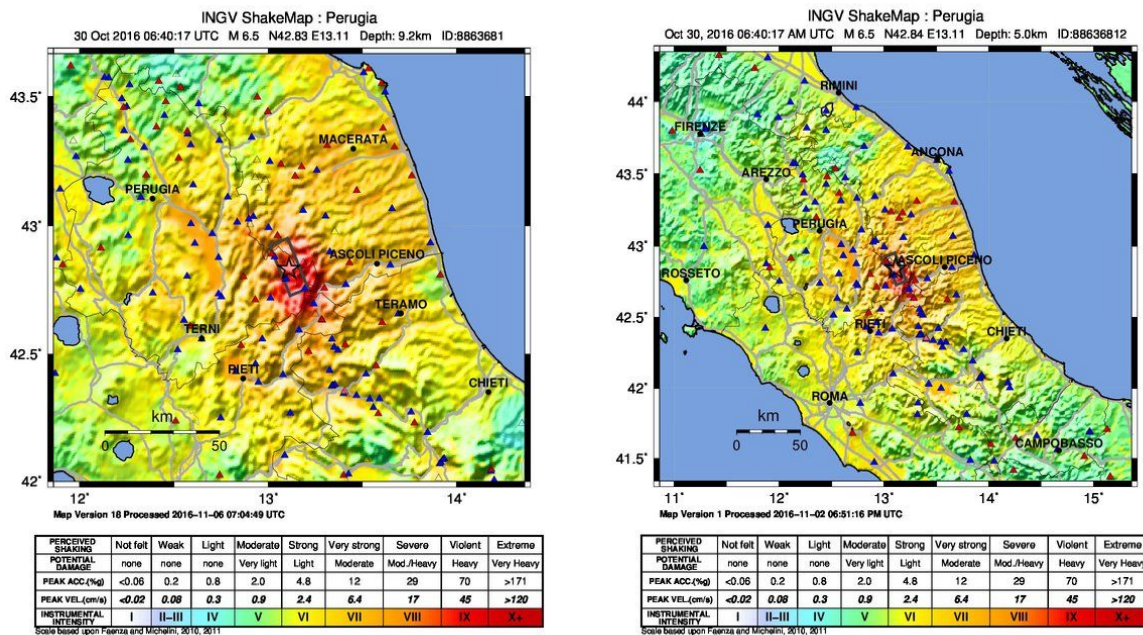 INGV ShakeMap : Perugia
30 Oct 2016 06:40:17 UTC M 6.5 N42.83 E13.11 Depth: 9.2km ID:8863681
43.5°
43°
42.5°
42°
MACERATA
PERUGIA
ASCOLI PICENO
TERAMO
TERNI
RIETI
CHIETI
km
0 50
12° 13° 14°
Map Version 18 Processed 2016-11-06 07:04:49 UTC
PERCEIVED SHAKING Not felt Weak Light Moderate Strong Very strong Severe Violent Extreme
POTENTIAL DAMAGE none none none Very light Light Moderate Mod./Heavy Heavy Very Heavy
PEAK ACC.(%g) <0.06 0.2 0.8 2.0 4.8 12 29 70 >171
PEAK VEL.(cm/s) <0.02 0.08 0.3 0.9 2.4 6.4 17 45 >120
INSTRUMENTAL INTENSITY I II-III IV V VI VII VIII IX X+
Scale based upon Faenza and Michelini, 2010, 2011
INGV ShakeMap : Perugia
Oct 30, 2016 06:40:17 AM UTC M 6.5 N42.84 E13.11 Depth: 5.0km ID:88636812
44°
43.5°
43°
42.5°
42°
41.5°
RIMINI
FIRENZE
ANCONA
AREZZO
PERUGIA
ASCOLI PICENO
ROSSETO
RIETI
CHIETI
ROMA
CAMPOBASSO
km
0 50
11° 12° 13° 14° 15°
Map Version 1 Processed 2016-11-02 06:51:16 PM UTC
PERCEIVED SHAKING Not felt Weak Light Moderate Strong Very strong Severe Violent Extreme
POTENTIAL DAMAGE none none none Very light Light Moderate Mod./Heavy Heavy Very Heavy
PEAK ACC.(%g) <0.06 0.2 0.8 2.0 4.8 12 29 70 >171
PEAK VEL.(cm/s) <0.02 0.08 0.3 0.9 2.4 6.4 17 45 >120
INSTRUMENTAL INTENSITY I II-III IV V VI VII VIII IX X+
Scale based upon Faenza and Michelini, 2010, 2011